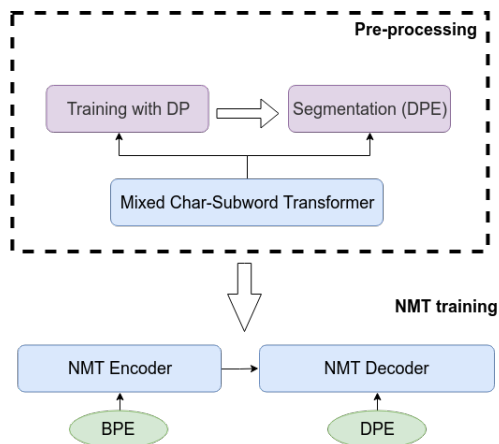 Pre-processing
Training with DP
Segmentation (DPE)
Mixed Char-Subword Transformer
NMT training
NMT Encoder
NMT Decoder
BPE
DPE